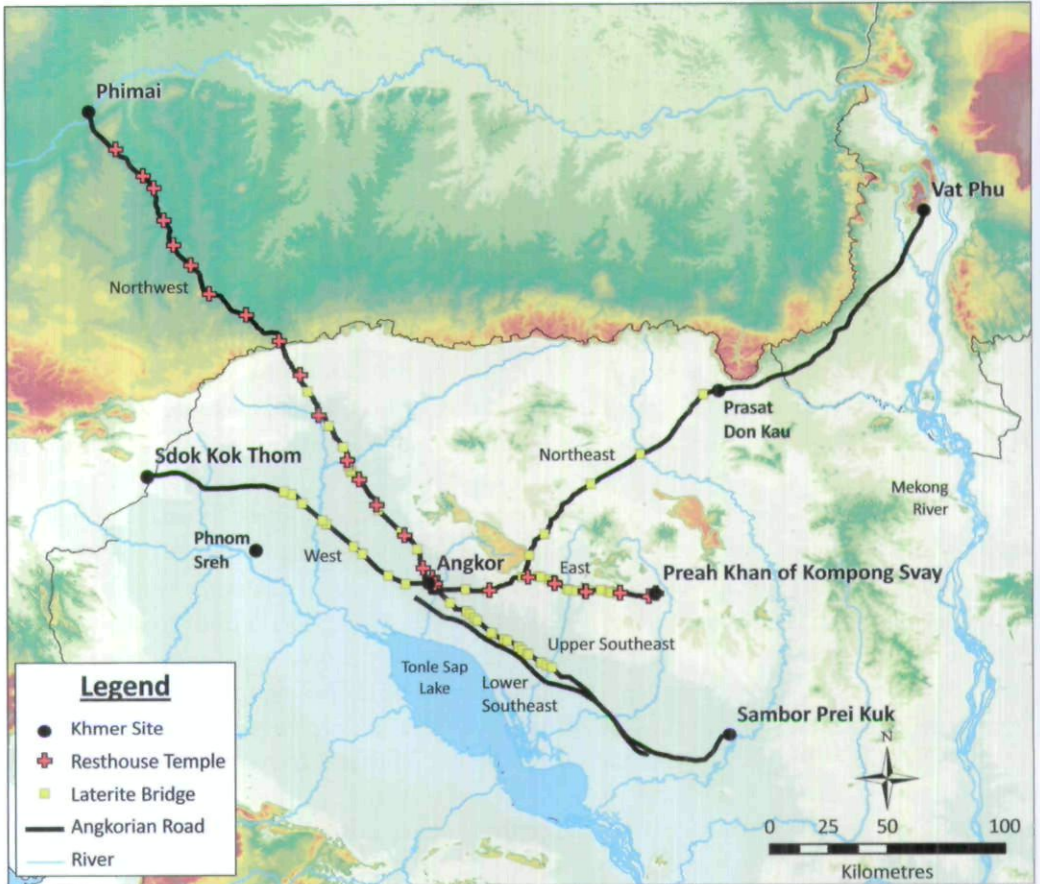 Phimai
Vat Phu
Northwest
Prasat
Don Kau
Sdok Kok Thom
Northeast
Mekong
River
Phnom
Sreh
West
Angkor
East
Preah Khan of Kompong Svay
Upper Southeast
Tonle Sap
Lake
Lower
Southeast
Sambor Prei Kuk
Legend
Khmer Site
Resthouse Temple
Laterite Bridge
Angkorian Road
River
N
0 25 50 100
Kilometres